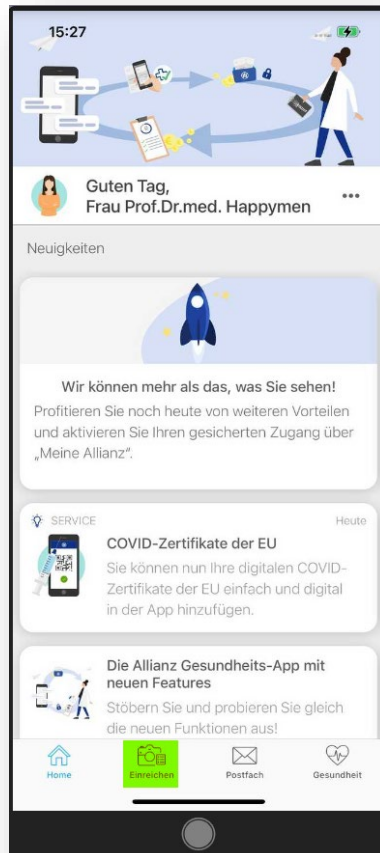 15:27
Guten Tag,
Frau Prof.Dr.med. Happymen
Neuigkeiten
Wir können mehr als das, was Sie sehen!
Profitieren Sie noch heute von weiteren Vorteilen
und aktivieren Sie Ihren gesicherten Zugang über
„Meine Allianz“.
SERVICE
Heute
COVID-Zertifikate der EU
Sie können nun Ihre digitalen COVID-
Zertifikate der EU einfach und digital
in der App hinzufügen.
Die Allianz Gesundheits-App mit
neuen Features
Stöbern Sie und probieren Sie gleich
die neuen Funktionen aus!
Home
Einreichen
Postfach
Gesundheit